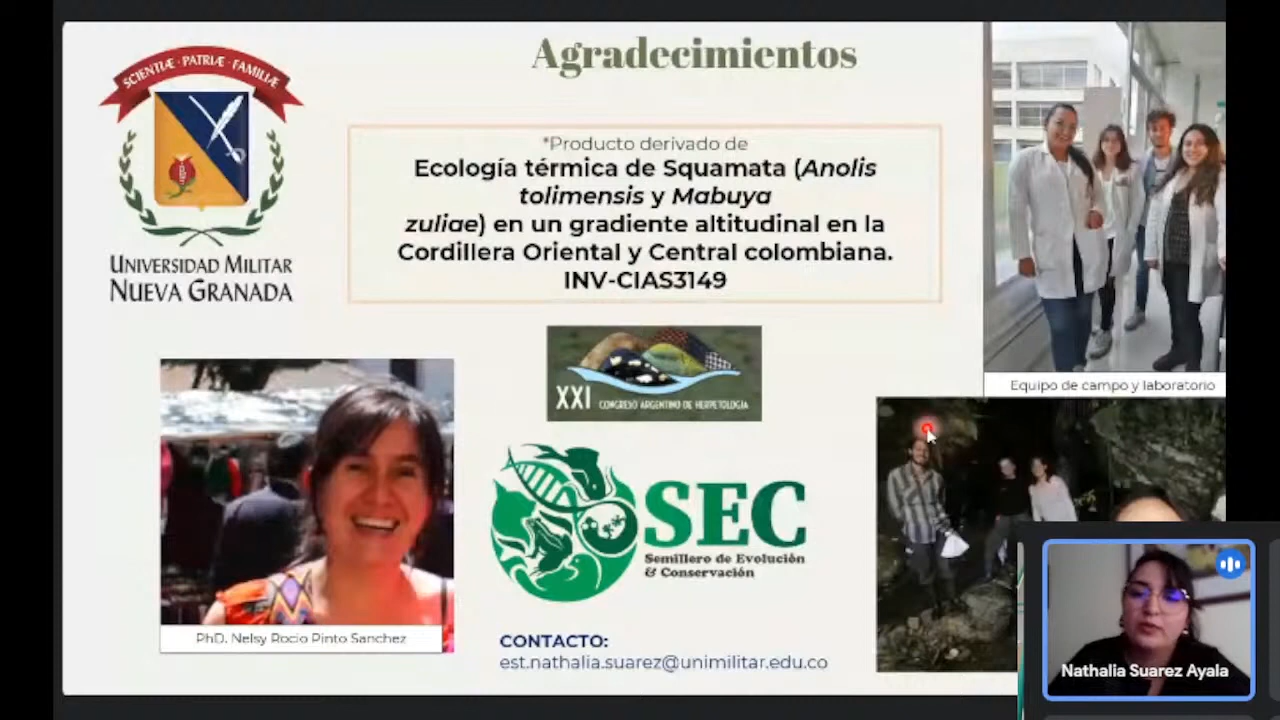 SCIENTIÆ · PATRIÆ · FAMILIÆ
UNIVERSIDAD MILITAR
NUEVA GRANADA
Agradecimientos
*Producto derivado de
Ecología térmica de Squamata (Anolis
tolimensis y Mabuya
zuliae) en un gradiente altitudinal en la
Cordillera Oriental y Central colombiana.
INV-CIAS3149
Equipo de campo y laboratorio
XXI CONGRESO ARGENTINO DE HERPETOLOGÍA
SEC
Semillero de Evolución
& Conservación
PhD. Nelsy Rocio Pinto Sanchez
CONTACTO:
est.nathalia.suarez@unimilitar.edu.co
Nathalia Suarez Ayala